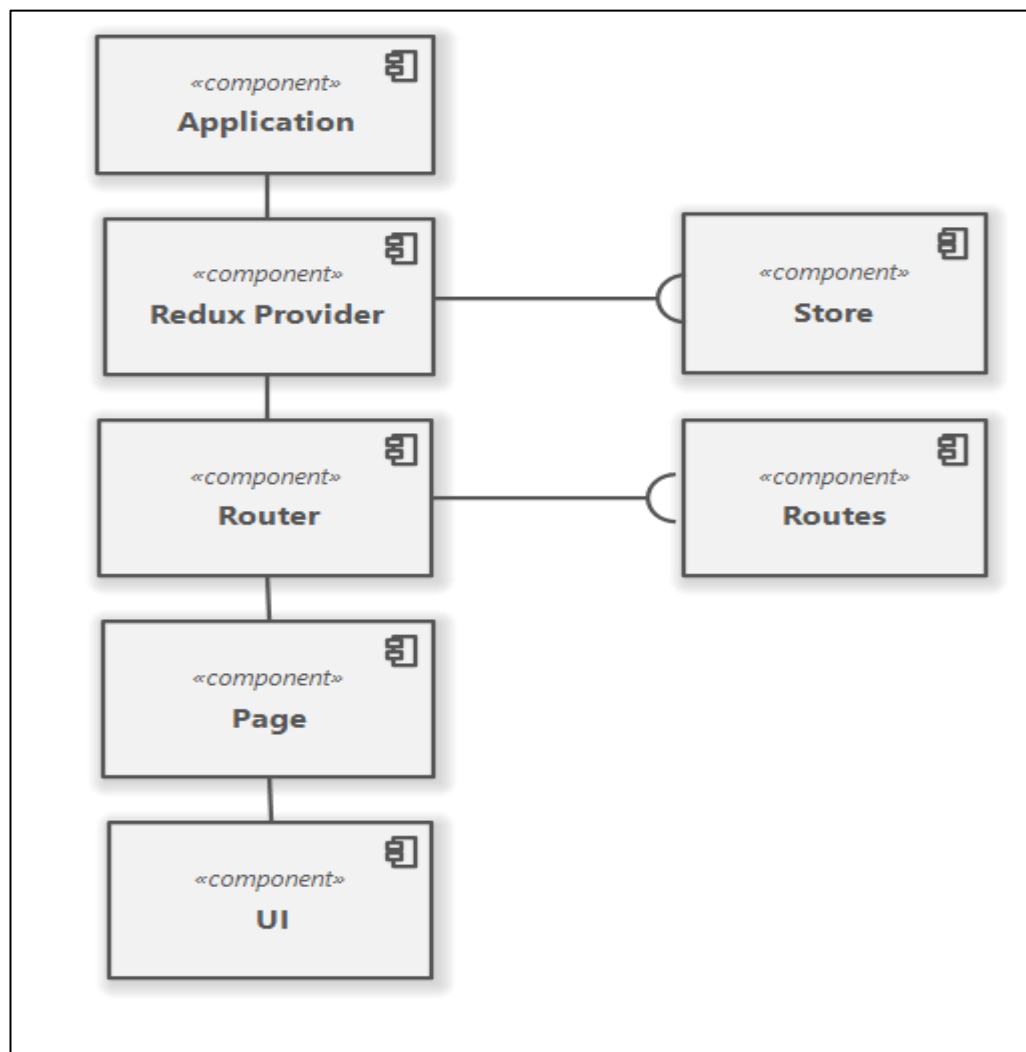 «component»
Application
«component»
Redux Provider
«component»
Store
«component»
Router
«component»
Routes
«component»
Page
«component»
UI